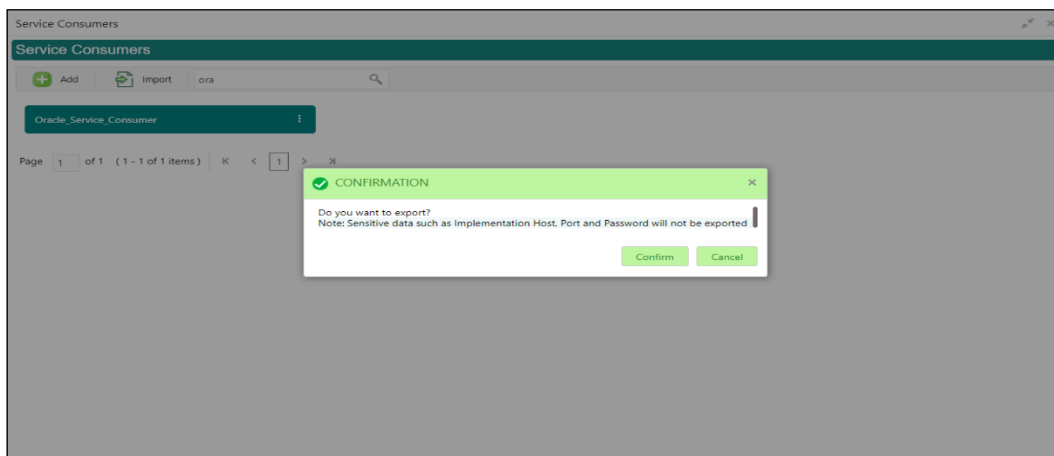 Service Consumers
Service Consumers
Add Import ora
Oracle_Service_Consumer
Page 1 of 1 (1 - 1 of 1 items) K < 1 > >|
CONFIRMATION
Do you want to export?
Note: Sensitive data such as Implementation Host, Port and Password will not be exported
Confirm Cancel